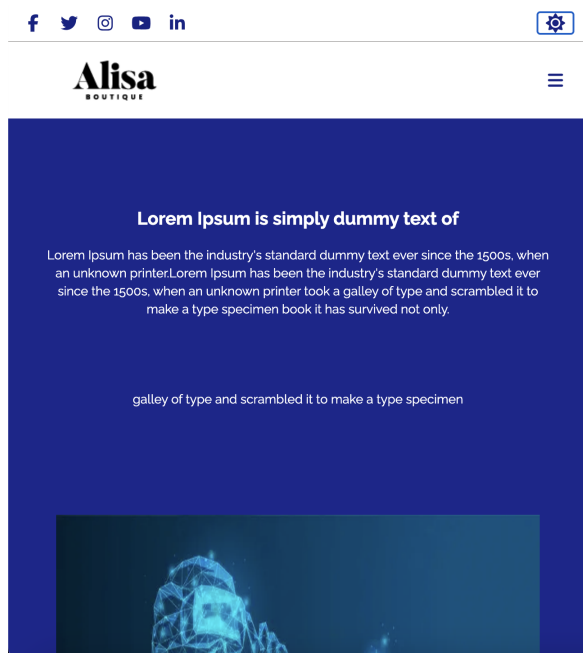 Alisa
BOUTIQUE
Lorem Ipsum is simply dummy text of
Lorem Ipsum has been the industry's standard dummy text ever since the 1500s, when
an unknown printer.Lorem Ipsum has been the industry's standard dummy text ever
since the 1500s, when an unknown printer took a galley of type and scrambled it to
make a type specimen book it has survived not only.
galley of type and scrambled it to make a type specimen